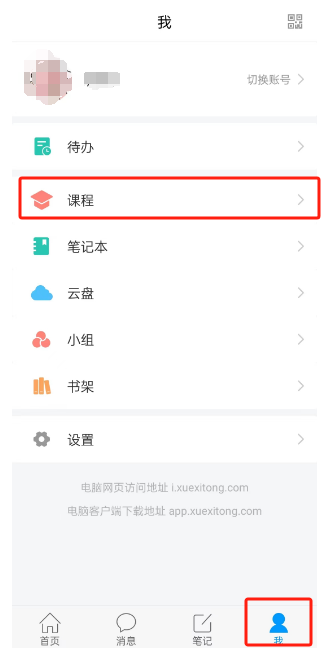 我
切换账号
待办
课程
笔记本
云盘
小组
书架
设置
电脑网页访问地址 i.xuexitong.com
电脑客户端下载地址 app.xuexitong.com
首页 消息 笔记 我